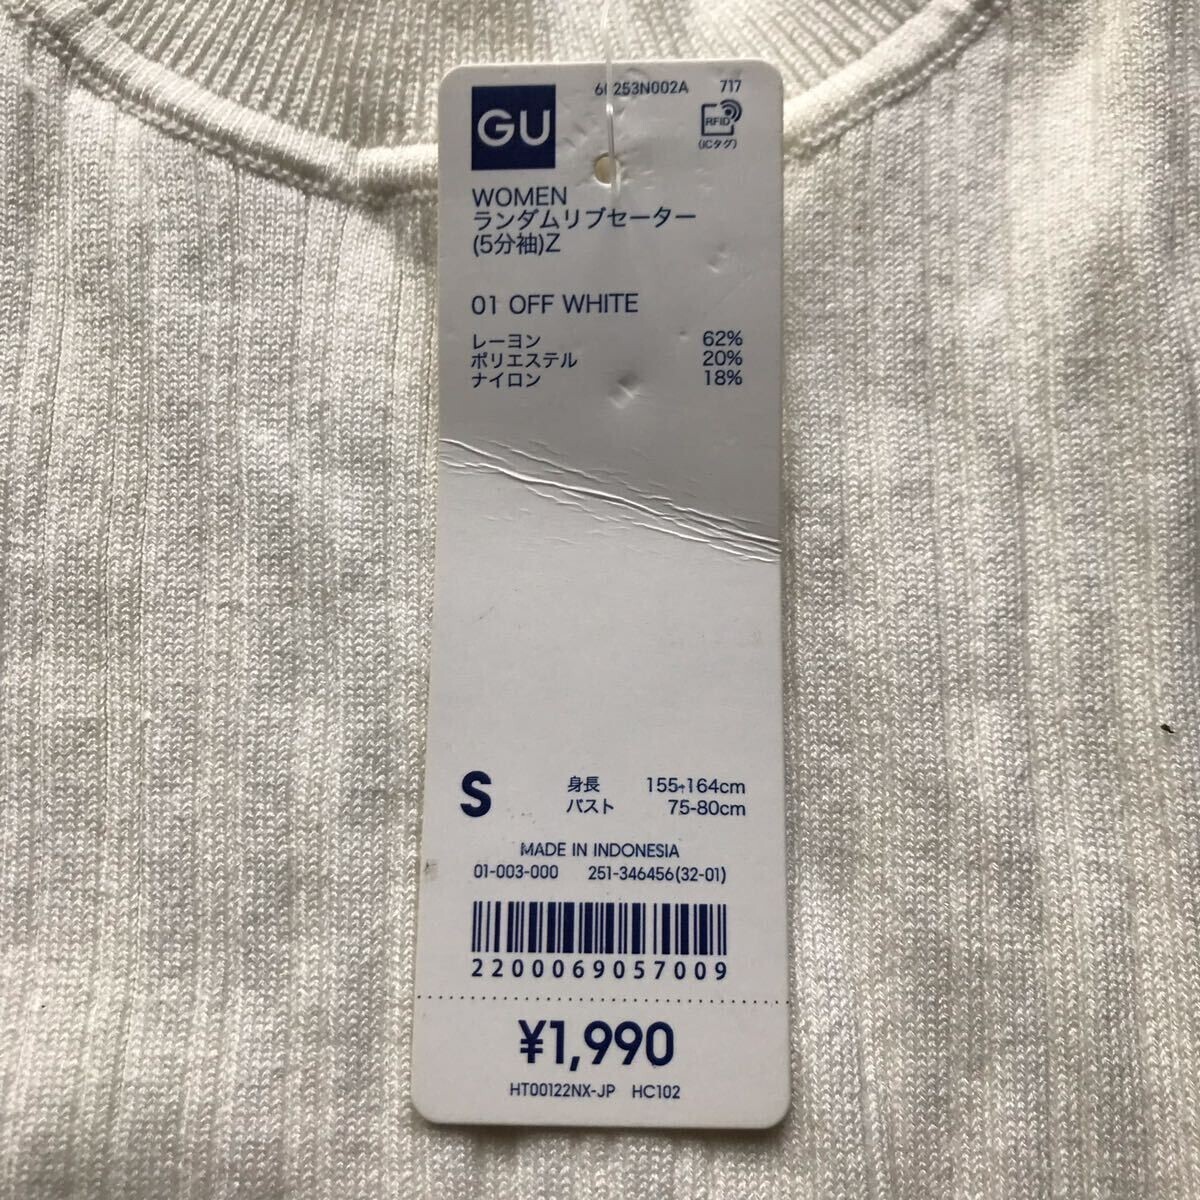 60253N002A 717
GU
RFID
(ICタグ)
WOMEN
ランダムリブセーター
(5分袖)Z
01 OFF WHITE
レーヨン 62%
ポリエステル 20%
ナイロン 18%
S 身長 155-164cm
バスト 75-80cm
MADE IN INDONESIA
01-003-000 251-346456(32-01)
2200069057009
¥1,990
HT00122NX-JP HC102